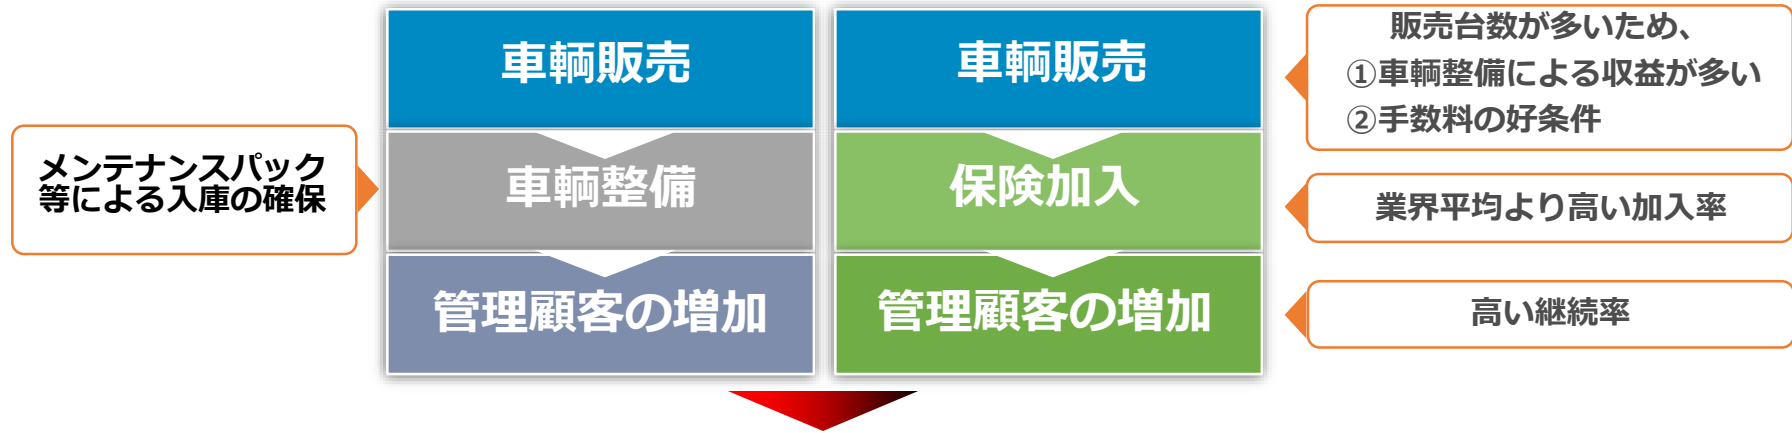 メンテナンスパック
等による入庫の確保
車輌販売
車輌整備
管理顧客の増加
車輌販売
保険加入
管理顧客の増加
販売台数が多いため、
①車輌整備による収益が多い
②手数料の好条件
業界平均より高い加入率
高い継続率